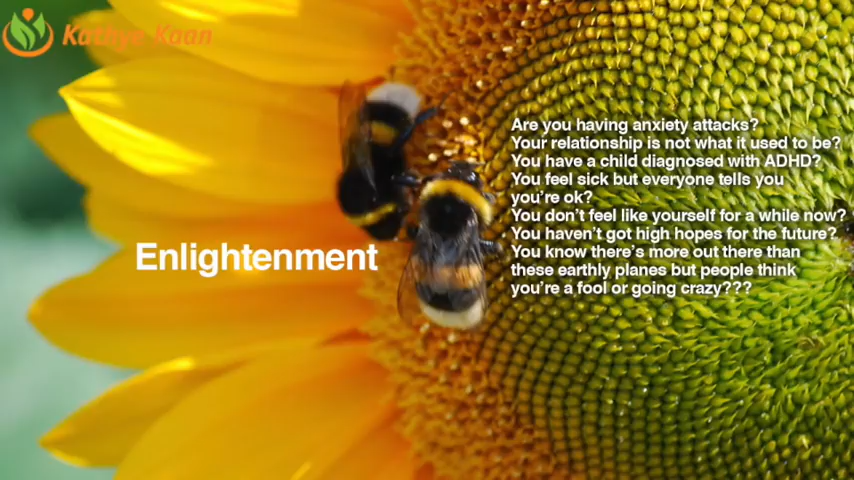 Kathye Kaan
Enlightenment
Are you having anxiety attacks?
Your relationship is not what it used to be?
You have a child diagnosed with ADHD?
You feel sick but everyone tells you
you're ok?
You don't feel like yourself for a while now?
You haven't got high hopes for the future?
You know there's more out there than
these earthly planes but people think
you're a fool or going crazy???